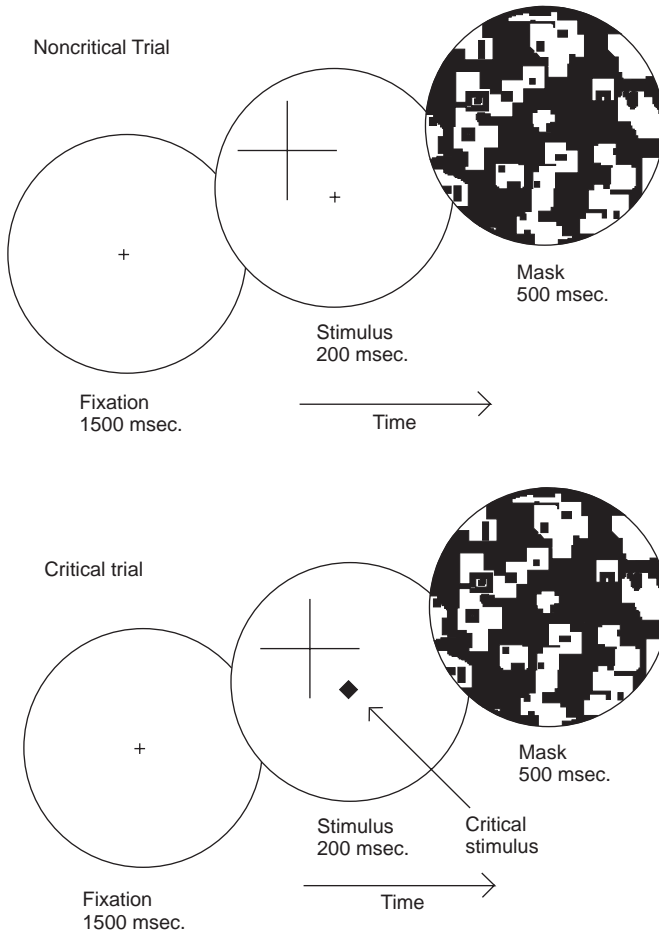 Noncritical Trial
Mask
500 msec.
Stimulus
200 msec.
Fixation
1500 msec.
Time
Critical trial
Mask
500 msec.
Stimulus
200 msec.
Critical
stimulus
Fixation
1500 msec.
Time